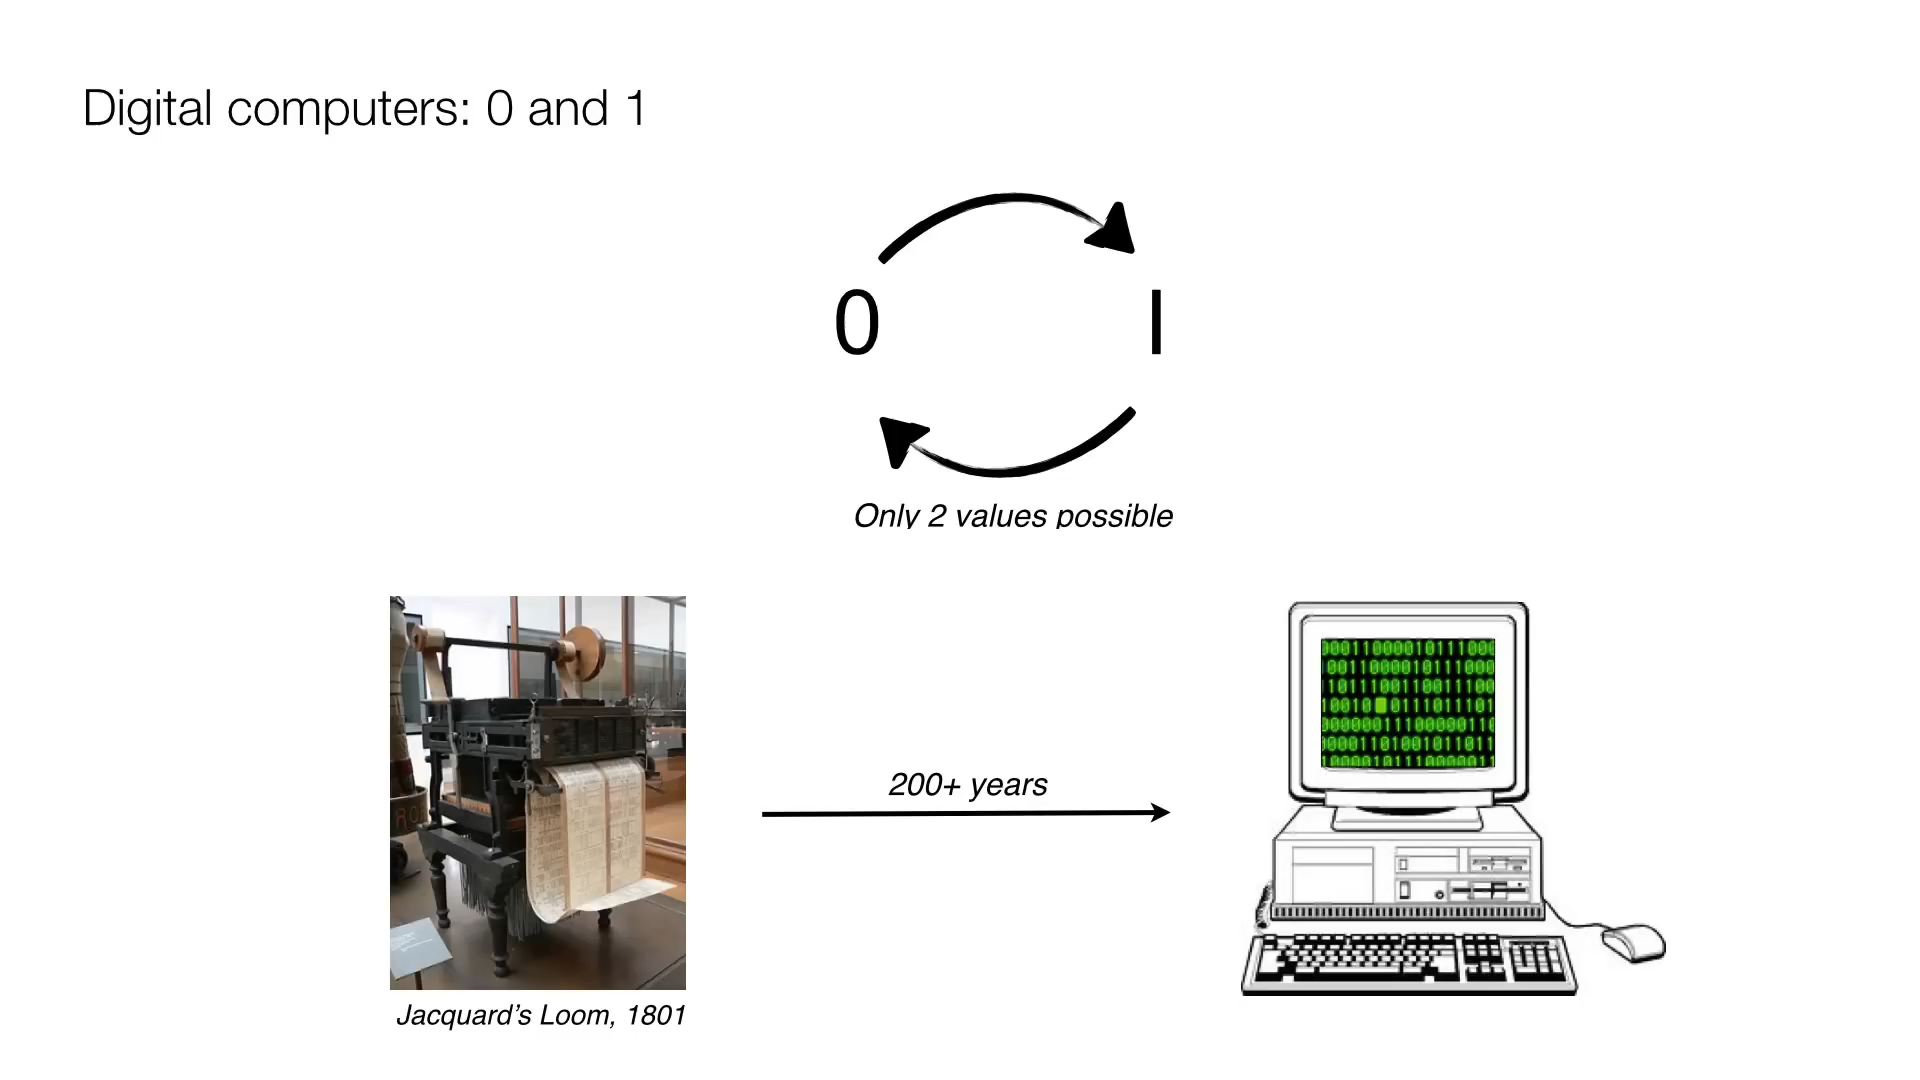 Digital computers: 0 and 1
0 1
Only 2 values possible
200+ years
Jacquard's Loom, 1801